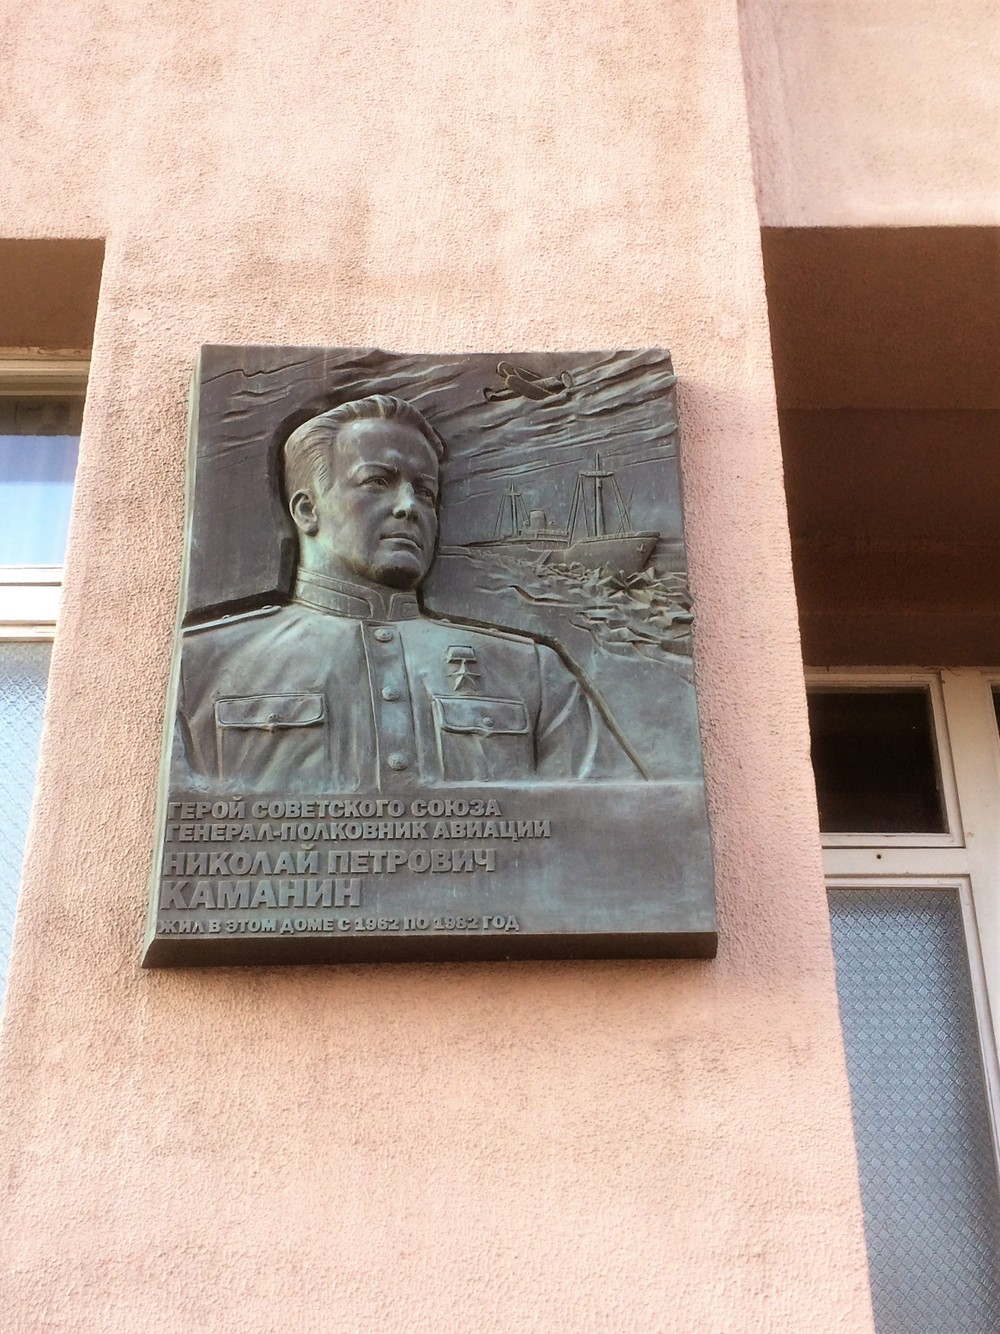 ГЕРОЙ СОВЕТСКОГО СОЮЗА
ГЕНЕРАЛ-ПОЛКОВНИК АВИАЦИИ
НИКОЛАЙ ПЕТРОВИЧ
КАМАНИН
ЖИЛ В ЭТОМ ДОМЕ С 1962 ПО 1982 ГОД